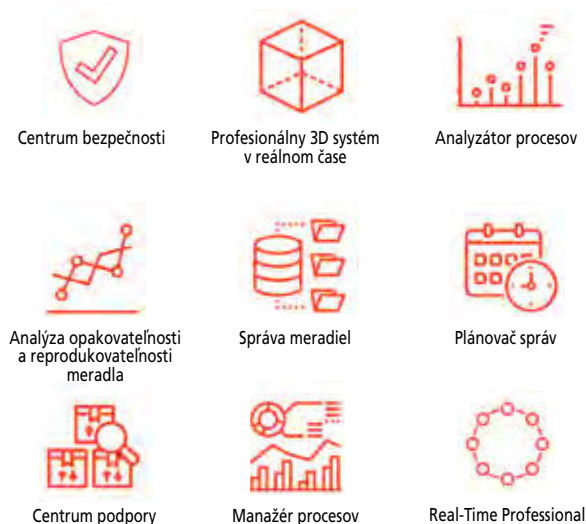 Centrum bezpečnosti
Profesionálny 3D systém
v reálnom čase
Analyzátor procesov
Analýza opakovateľnosti
a reprodukovateľnosti
meradla
Správa meradiel
Plánovač správ
Centrum podpory
Manažér procesov
Real-Time Professional